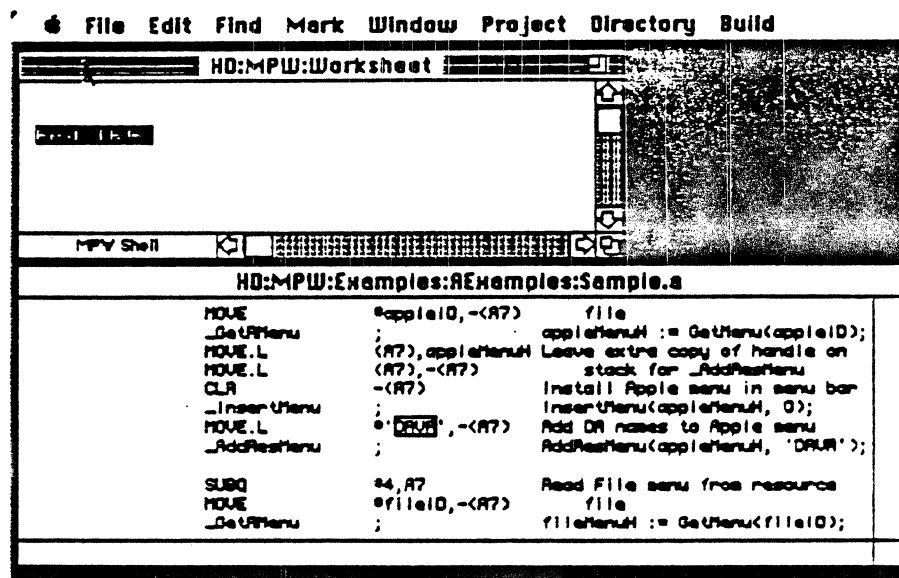 File Edit Find Mark Window Project Directory Build
HD:MPW:Worksheet
MPW Shell
HD:MPW:Examples:AExamples:Sample.a
MOVE #appleID,-(A7) file
_GetRMenu ; appleMenuH := GetMenu(appleID);
MOVE.L (A7),appleMenuH Leave extra copy of handle on
MOVE.L (A7),-(A7) stack for _AddResMenu
CLR -(A7) Install Apple menu in menu bar
_InsertMenu ; InsertMenu(appleMenuH, 0);
MOVE.L #'DRVR',-(A7) Add DA names to Apple menu
_AddResMenu ; AddResMenu(appleMenuH, 'DRVR');
SUBQ #4,A7 Read File menu from resource
MOVE #fileID,-(A7) file
_GetRMenu ; fileMenuH := GetMenu(fileID);